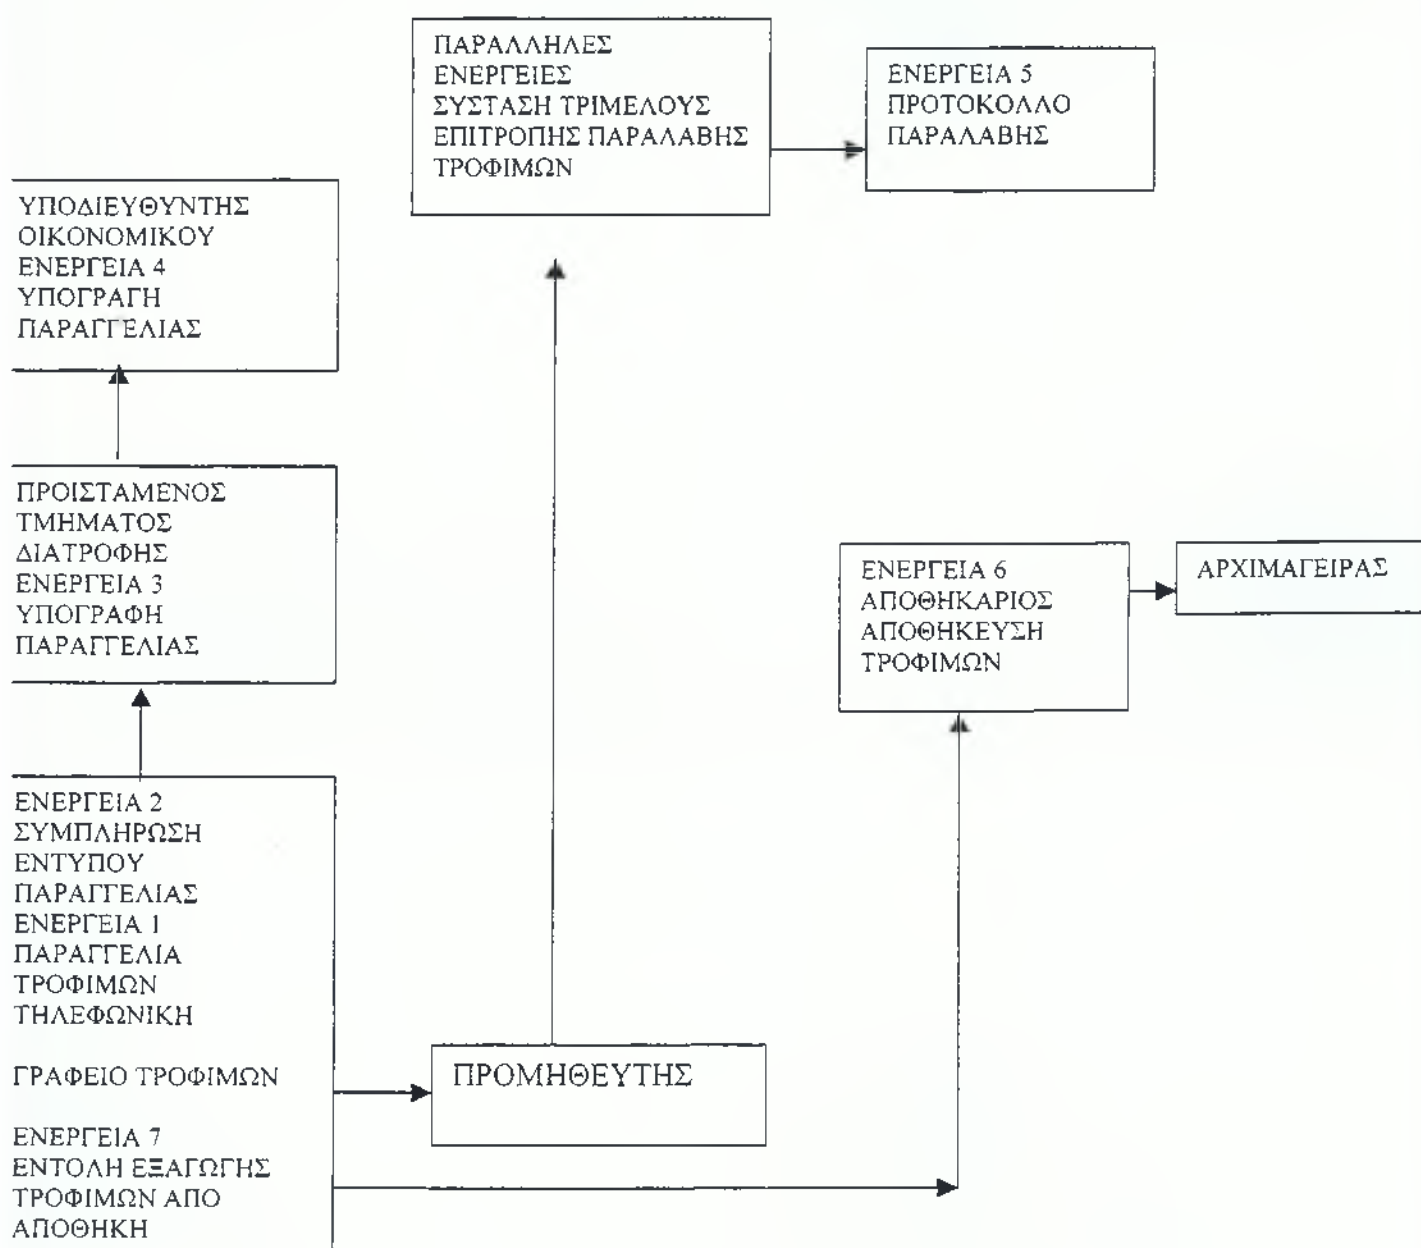 ΠΑΡΑΛΛΗΛΕΣ
ΕΝΕΡΓΕΙΕΣ
ΣΥΣΤΑΣΗ ΤΡΙΜΕΛΟΥΣ
ΕΠΙΤΡΟΠΗΣ ΠΑΡΑΛΑΒΗΣ
ΤΡΟΦΙΜΩΝ
ΕΝΕΡΓΕΙΑ 5
ΠΡΟΤΟΚΟΛΛΟ
ΠΑΡΑΛΑΒΗΣ
ΥΠΟΔΙΕΥΘΥΝΤΗΣ
ΟΙΚΟΝΟΜΙΚΟΥ
ΕΝΕΡΓΕΙΑ 4
ΥΠΟΓΡΑΓΗ
ΠΑΡΑΓΓΕΛΙΑΣ
ΠΡΟΙΣΤΑΜΕΝΟΣ
ΤΜΗΜΑΤΟΣ
ΔΙΑΤΡΟΦΗΣ
ΕΝΕΡΓΕΙΑ 3
ΥΠΟΓΡΑΦΗ
ΠΑΡΑΓΓΕΛΙΑΣ
ΕΝΕΡΓΕΙΑ 6
ΑΠΟΘΗΚΑΡΙΟΣ
ΑΠΟΘΗΚΕΥΣΗ
ΤΡΟΦΙΜΩΝ
ΑΡΧΙΜΑΓΕΙΡΑΣ
ΕΝΕΡΓΕΙΑ 2
ΣΥΜΠΛΗΡΩΣΗ
ΕΝΤΥΠΟΥ
ΠΑΡΑΓΓΕΛΙΑΣ
ΕΝΕΡΓΕΙΑ 1
ΠΑΡΑΓΓΕΛΙΑ
ΤΡΟΦΙΜΩΝ
ΤΗΛΕΦΩΝΙΚΗ
ΓΡΑΦΕΙΟ ΤΡΟΦΙΜΩΝ
ΕΝΕΡΓΕΙΑ 7
ΕΝΤΟΛΗ ΕΞΑΓΩΓΗΣ
ΤΡΟΦΙΜΩΝ ΑΠΟ
ΑΠΟΘΗΚΗ
ΠΡΟΜΗΘΕΥΤΗΣ